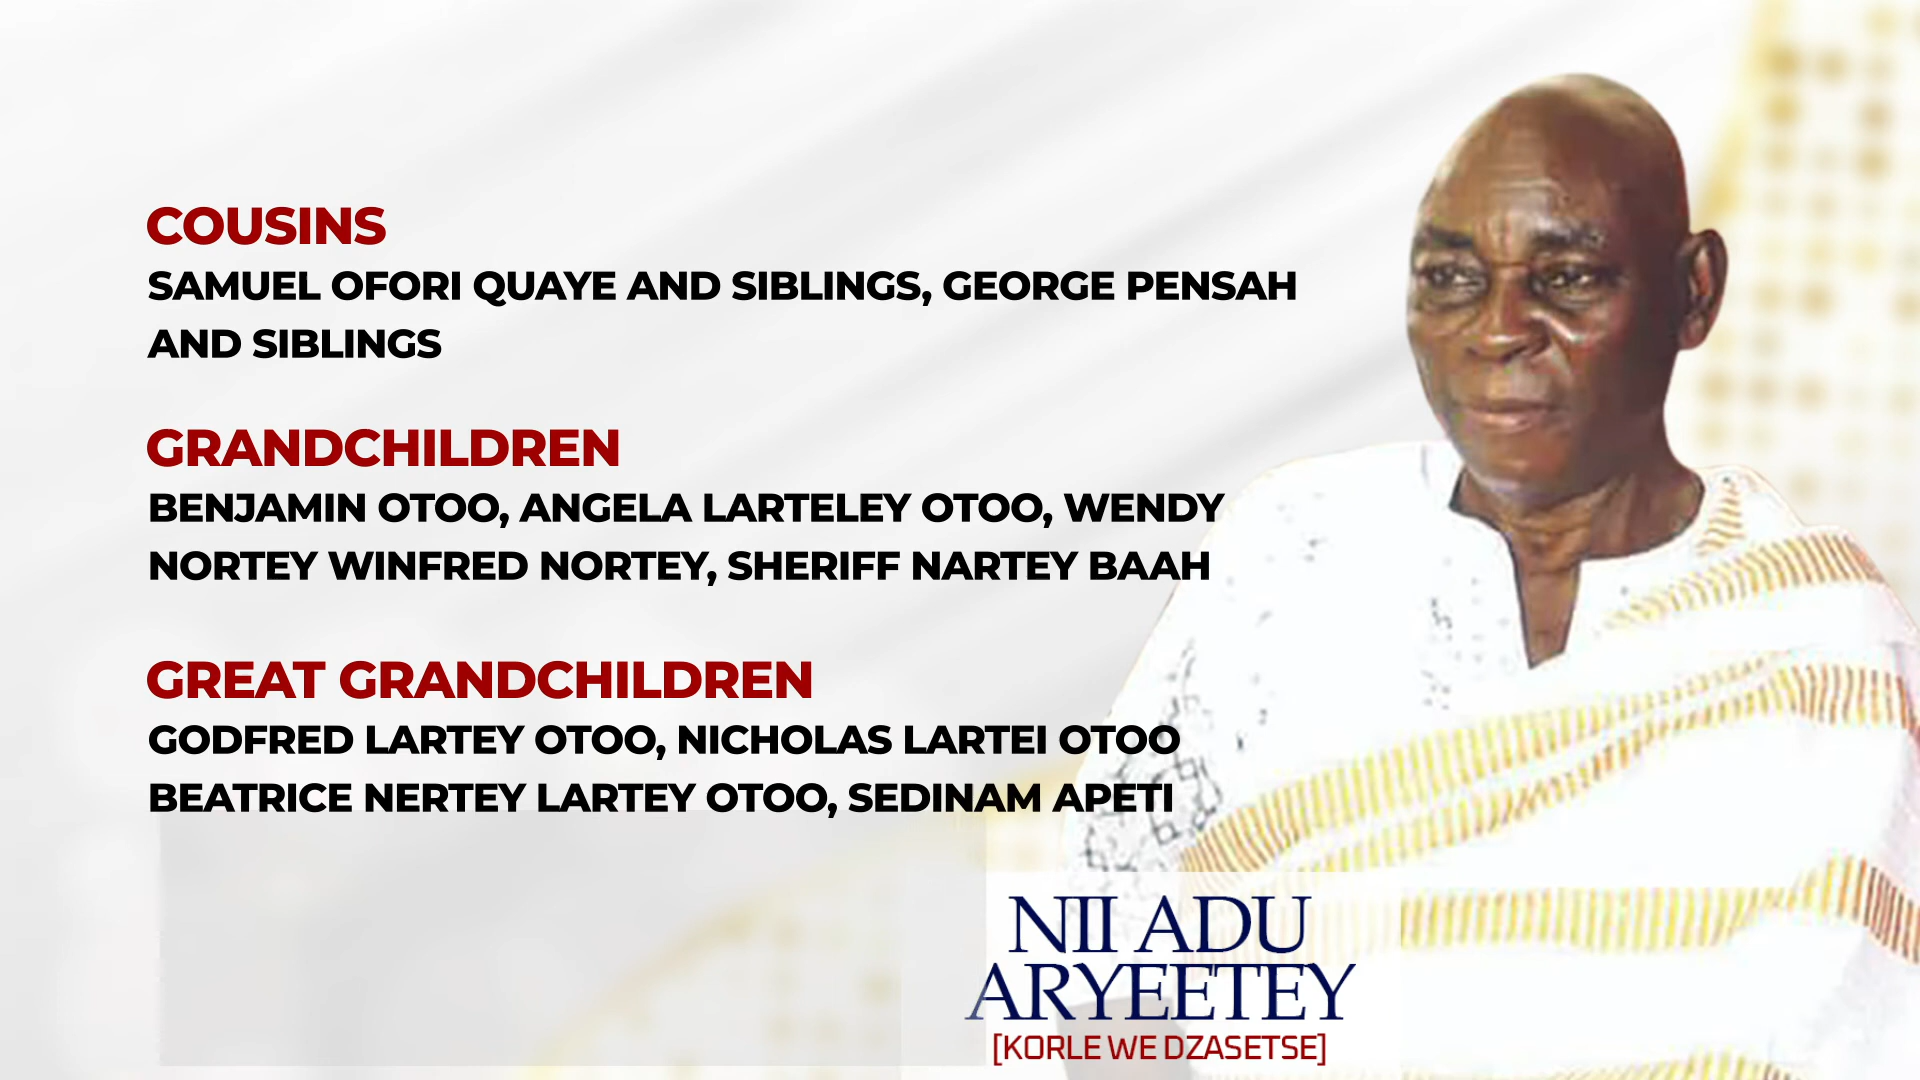 COUSINS
SAMUEL OFORI QUAYE AND SIBLINGS, GEORGE PENSAH
AND SIBLINGS
GRANDCHILDREN
BENJAMIN OTOO, ANGELA LARTELEY OTOO, WENDY
NORTEY WINFRED NORTEY, SHERIFF NARTEY BAAH
GREAT GRANDCHILDREN
GODFRED LARTEY OTOO, NICHOLAS LARTEI OTOO
BEATRICE NERTEY LARTEY OTOO, SEDINAM APETI
NII ADU
ARYEETEY
[KORLE WE DZASETSE]